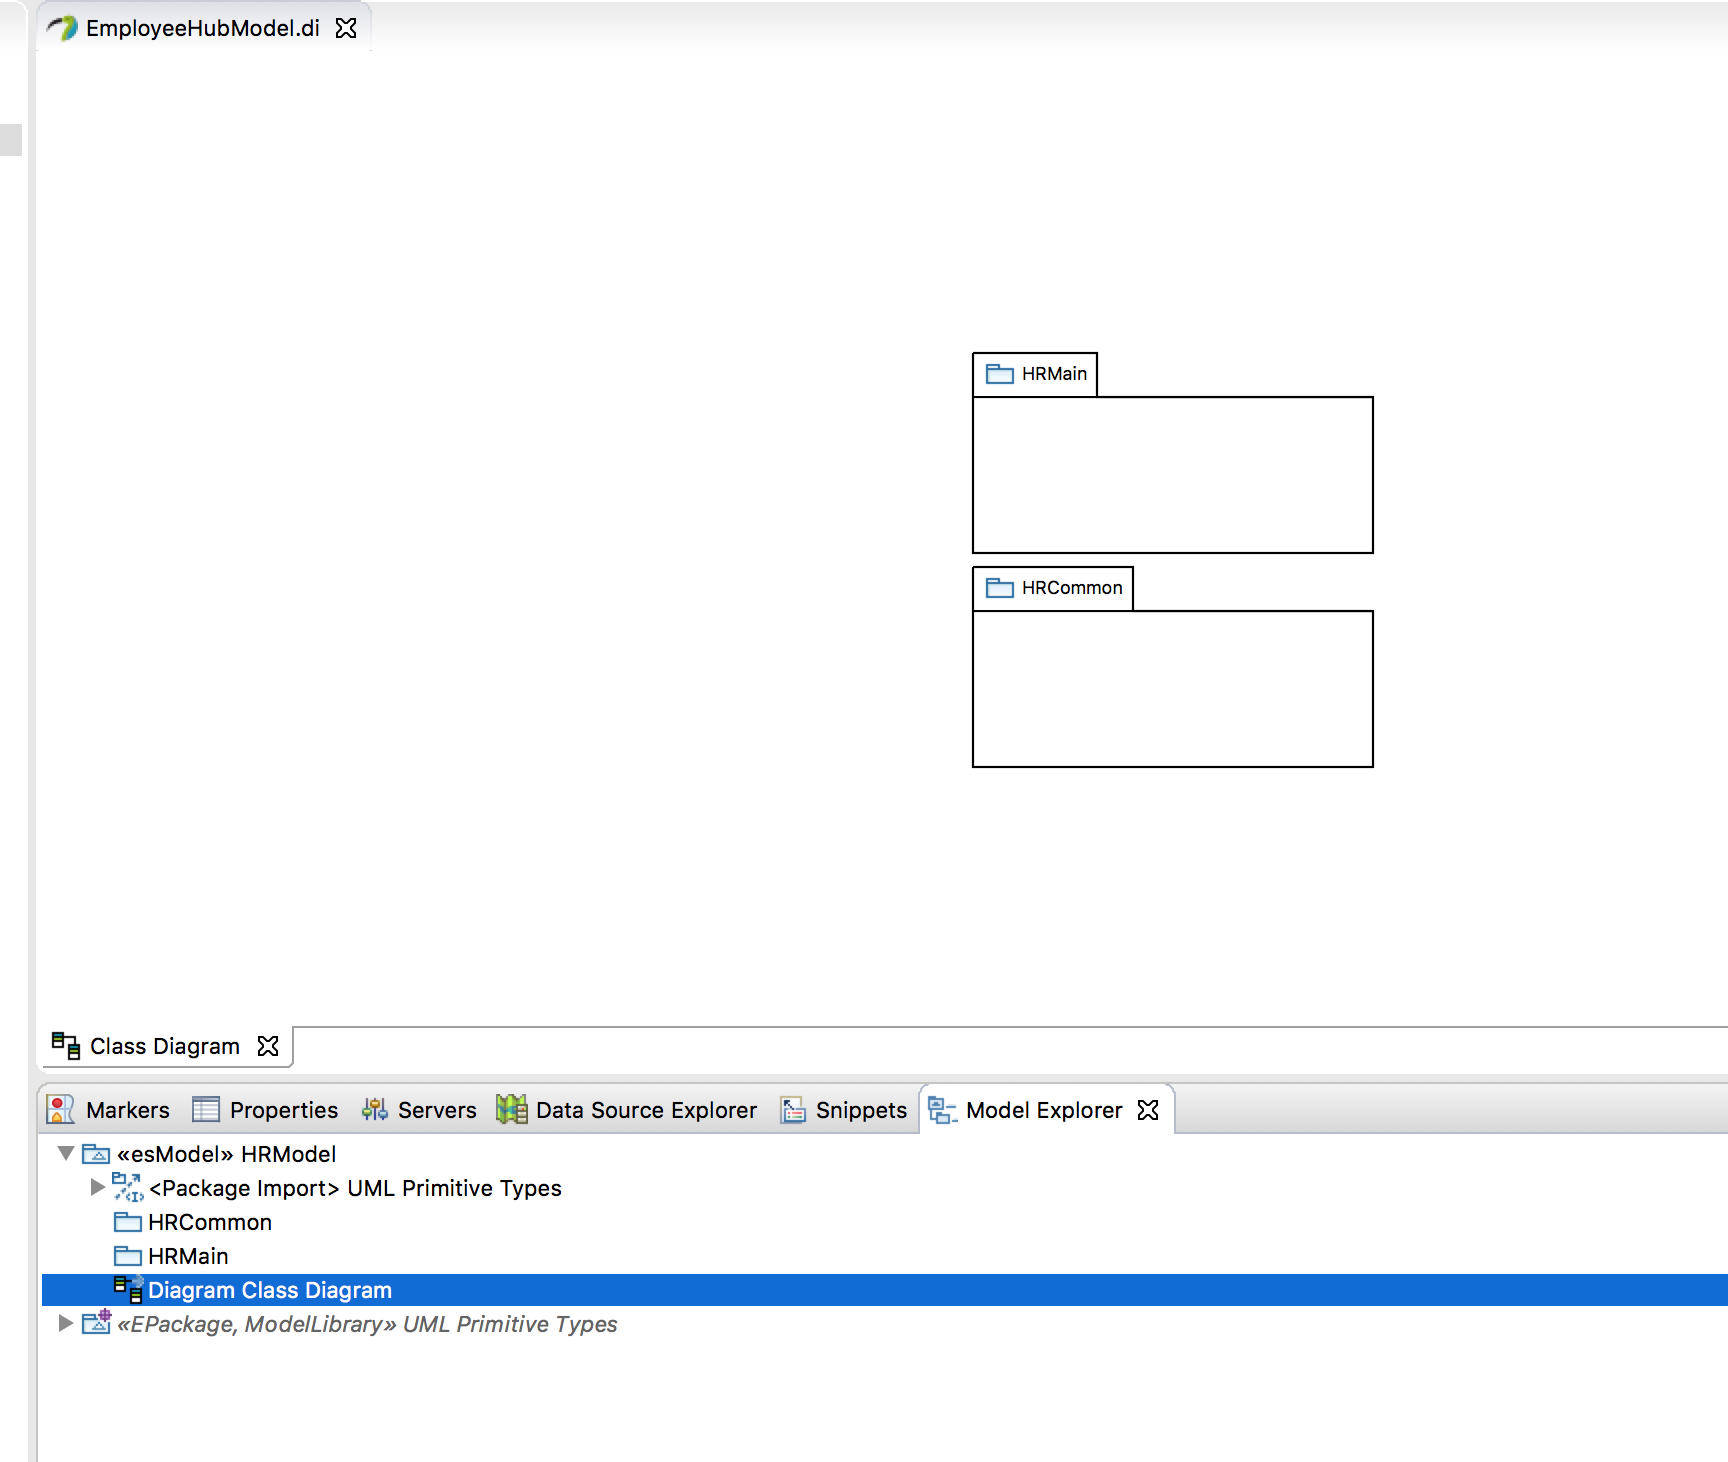 EmployeeHubModel.di
HRMain
HRCommon
Class Diagram
Markers Properties Servers Data Source Explorer Snippets Model Explorer
«esModel» HRModel
<Package Import> UML Primitive Types
HRCommon
HRMain
Diagram Class Diagram
«EPackage, ModelLibrary» UML Primitive Types